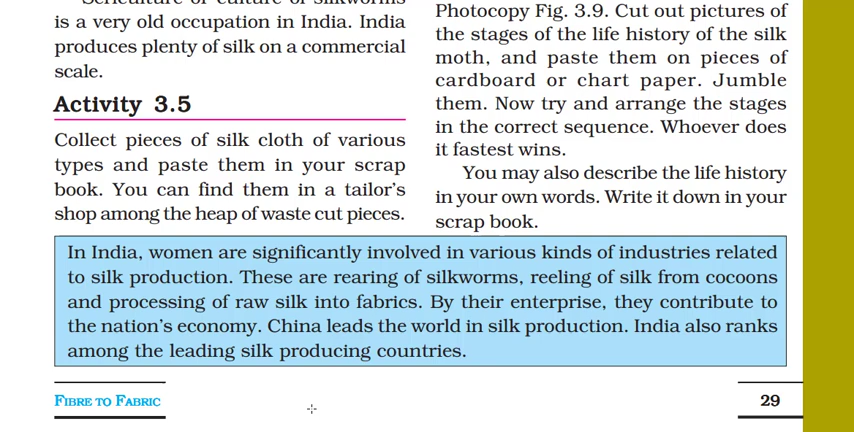 Sericulture or culture of silkworms
is a very old occupation in India. India
produces plenty of silk on a commercial
scale.
Activity 3.5
Collect pieces of silk cloth of various
types and paste them in your scrap
book. You can find them in a tailor's
shop among the heap of waste cut pieces.
Photocopy Fig. 3.9. Cut out pictures of
the stages of the life history of the silk
moth, and paste them on pieces of
cardboard or chart paper. Jumble
them. Now try and arrange the stages
in the correct sequence. Whoever does
it fastest wins.
You may also describe the life history
in your own words. Write it down in your
scrap book.
In India, women are significantly involved in various kinds of industries related
to silk production. These are rearing of silkworms, reeling of silk from cocoons
and processing of raw silk into fabrics. By their enterprise, they contribute to
the nation's economy. China leads the world in silk production. India also ranks
among the leading silk producing countries.
FIBRE TO FABRIC
29